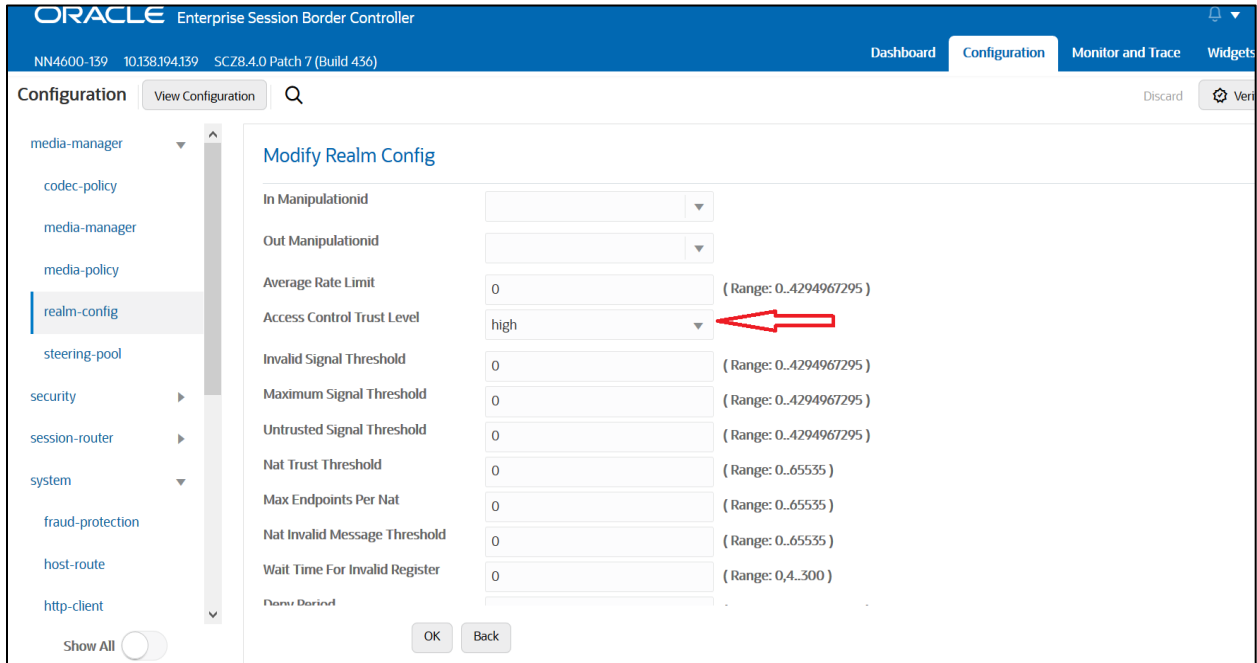 ORACLE Enterprise Session Border Controller
NN4600-139 10.138.194.139 SCZ8.4.0 Patch 7 (Build 436)
Dashboard Configuration Monitor and Trace Widgets
Configuration View Configuration Discard Veri
media-manager
codec-policy
media-manager
media-policy
realm-config
steering-pool
security
session-router
system
fraud-protection
host-route
http-client
Show All
Modify Realm Config
In Manipulationid
Out Manipulationid
Average Rate Limit 0 ( Range: 0..4294967295 )
Access Control Trust Level high
Invalid Signal Threshold 0 ( Range: 0..4294967295 )
Maximum Signal Threshold 0 ( Range: 0..4294967295 )
Untrusted Signal Threshold 0 ( Range: 0..4294967295 )
Nat Trust Threshold 0 ( Range: 0..65535 )
Max Endpoints Per Nat 0 ( Range: 0..65535 )
Nat Invalid Message Threshold 0 ( Range: 0..65535 )
Wait Time For Invalid Register 0 ( Range: 0,4..300 )
Deny Period
OK Back